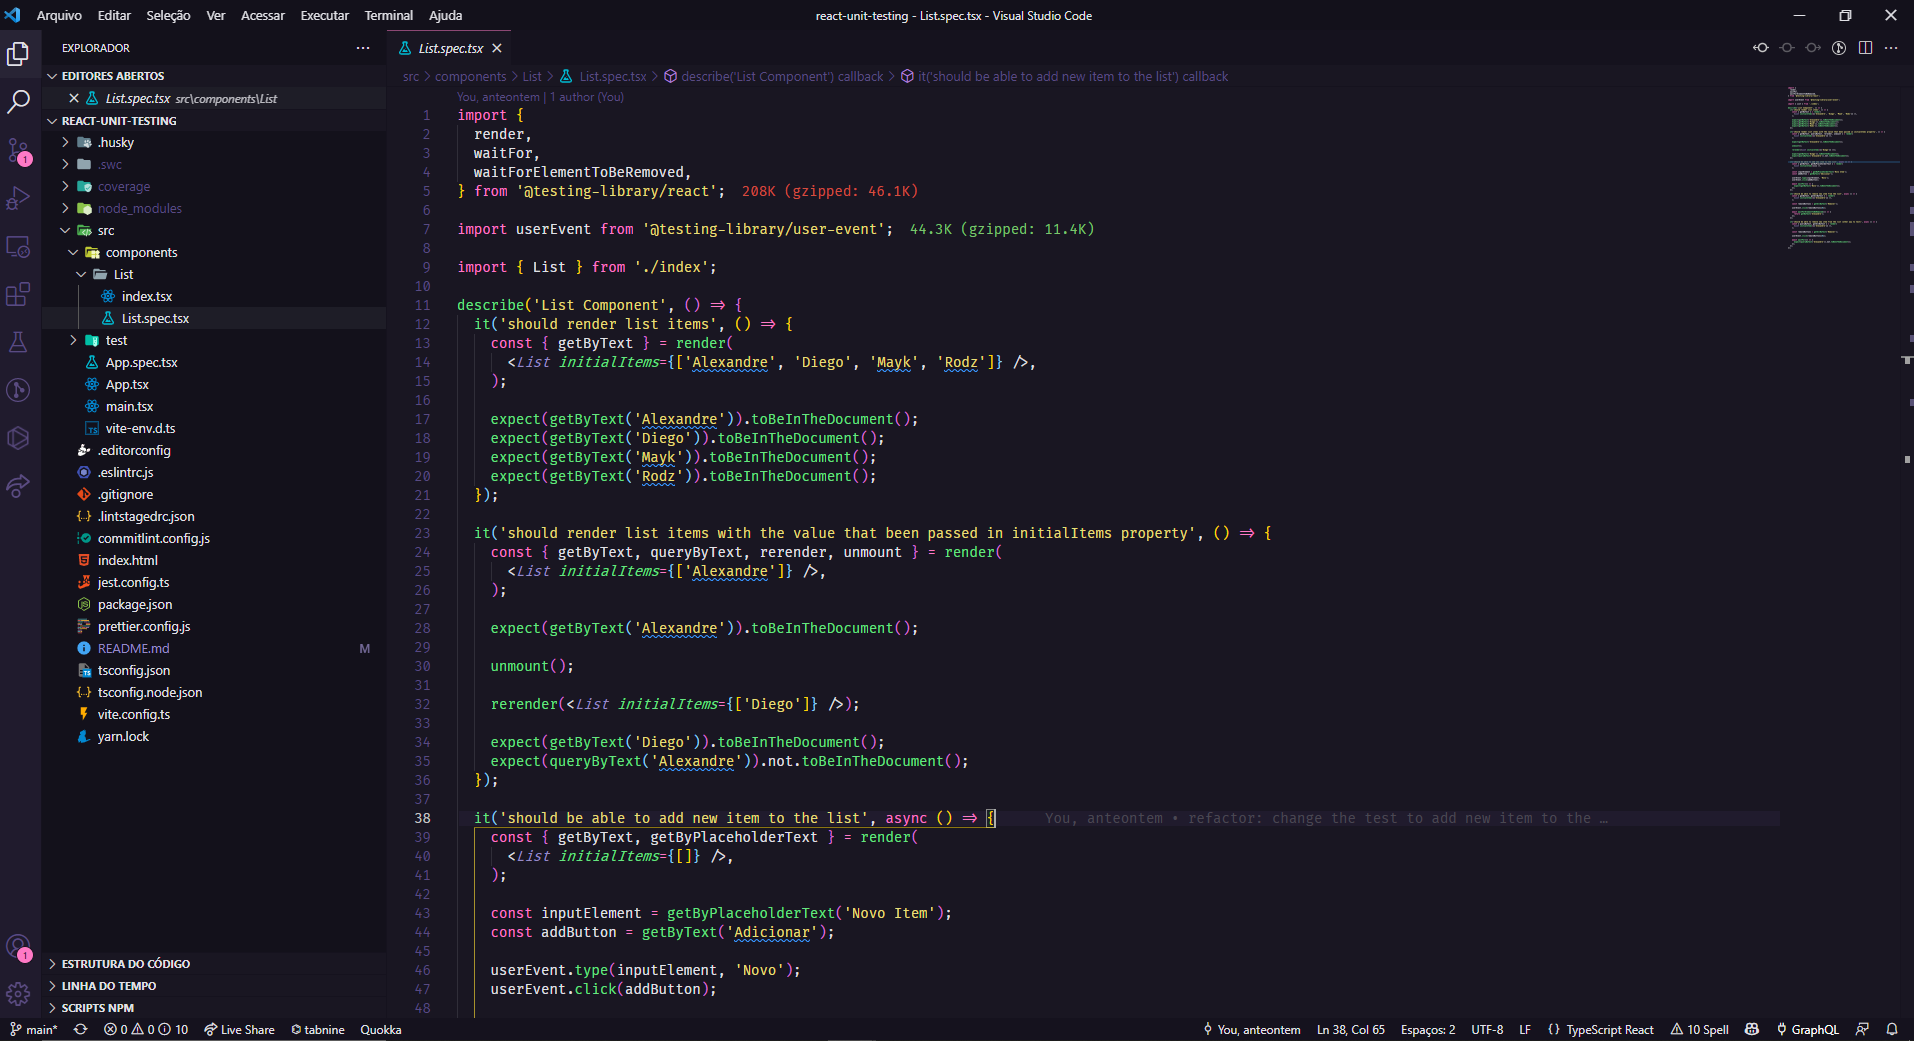 Arquivo Editar Seleção Ver Acessar Executar Terminal Ajuda
react-unit-testing - List.spec.tsx - Visual Studio Code
EXPLORADOR
EDITORES ABERTOS
List.spec.tsx src\components\List
REACT-UNIT-TESTING
.husky
.swc
coverage
node_modules
src
components
List
index.tsx
List.spec.tsx
test
App.spec.tsx
App.tsx
main.tsx
vite-env.d.ts
.editorconfig
.eslintrc.js
.gitignore
.lintstagedrc.json
commitlint.config.js
index.html
jest.config.ts
package.json
prettier.config.js
README.md M
tsconfig.json
tsconfig.node.json
vite.config.ts
yarn.lock
ESTRUTURA DO CÓDIGO
LINHA DO TEMPO
SCRIPTS NPM
1
1
List.spec.tsx
src > components > List > List.spec.tsx > describe('List Component') callback > it('should be able to add new item to the list') callback
You, anteontem | 1 author (You)
1 import {
2 render,
3 waitFor,
4 waitForElementToBeRemoved,
5 } from '@testing-library/react'; 208K (gzipped: 46.1K)
6
7 import userEvent from '@testing-library/user-event'; 44.3K (gzipped: 11.4K)
8
9 import { List } from './index';
10
11 describe('List Component', () => {
12 it('should render list items', () => {
13 const { getByText } = render(
14 <List initialItems={['Alexandre', 'Diego', 'Mayk', 'Rodz']} />,
15 );
16
17 expect(getByText('Alexandre')).toBeInTheDocument();
18 expect(getByText('Diego')).toBeInTheDocument();
19 expect(getByText('Mayk')).toBeInTheDocument();
20 expect(getByText('Rodz')).toBeInTheDocument();
21 });
22
23 it('should render list items with the value that been passed in initialItems property', () => {
24 const { getByText, queryByText, rerender, unmount } = render(
25 <List initialItems={['Alexandre']} />,
26 );
27
28 expect(getByText('Alexandre')).toBeInTheDocument();
29
30 unmount();
31
32 rerender(<List initialItems={['Diego']} />);
33
34 expect(getByText('Diego')).toBeInTheDocument();
35 expect(queryByText('Alexandre')).not.toBeInTheDocument();
36 });
37
38 it('should be able to add new item to the list', async () => { You, anteontem • refactor: change the test to add new item to the …
39 const { getByText, getByPlaceholderText } = render(
40 <List initialItems={[]} />,
41 );
42
43 const inputElement = getByPlaceholderText('Novo Item');
44 const addButton = getByText('Adicionar');
45
46 userEvent.type(inputElement, 'Novo');
47 userEvent.click(addButton);
48
main* 0 0 10 Live Share tabnine Quokka
You, anteontem Ln 38, Col 65 Espaços: 2 UTF-8 LF {} TypeScript React 10 Spell GraphQL